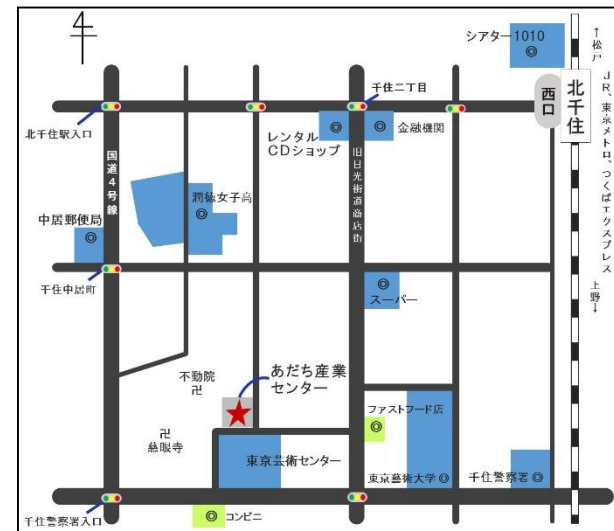 シアター1010
↑松戸
JR、東京メトロ、つくばエクスプレス
上野↓
北千住
西口
千住二丁目
北千住駅入口
レンタル
CDショップ
金融機関
国道4号線
旧日光街道商店街
潤徳女子高
中居郵便局
千住中居町
スーパー
不動院
卍
あだち産業
センター
ファストフード店
卍
慈眼寺
東京芸術センター
東京藝術大学
千住警察署
千住警察署入口
コンビニ